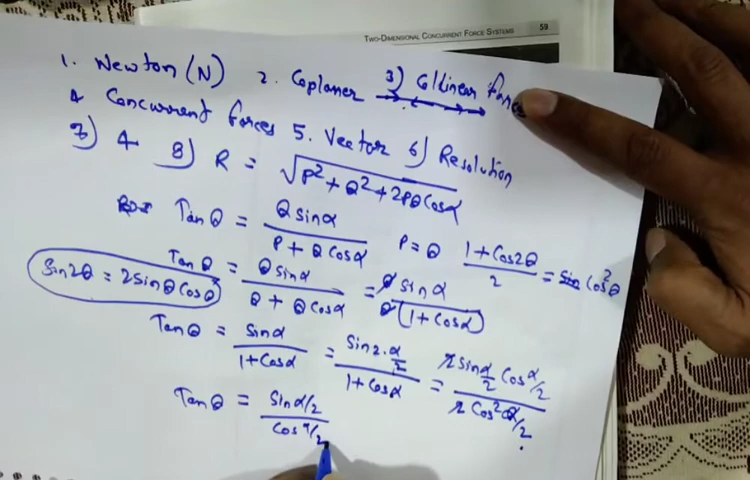 TWO-DIMENSIONAL CONCURRENT FORCE SYSTEMS 59
1. Newton (N) 2. Coplaner 3) Collinear forces
4 Concurrent forces 5. Vector 6) Resolution
7) 4 8) R = √P² + Q² + 2PQ Cosα
Tan θ = Q Sinα / P + Q Cosα P = Q 1 + Cos2θ / 2 = Cos²θ
Sin2θ = 2Sinθ Cosθ Tan θ = Q Sinα / Q + Q Cosα = Q Sinα / Q (1 + Cosα)
Tan θ = Sinα / 1 + Cosα = Sin2·α/2 / 1 + Cosα = 2 Sinα/2 Cosα/2 / 2 Cos²α/2
Tan θ = Sinα/2 / Cosα/2